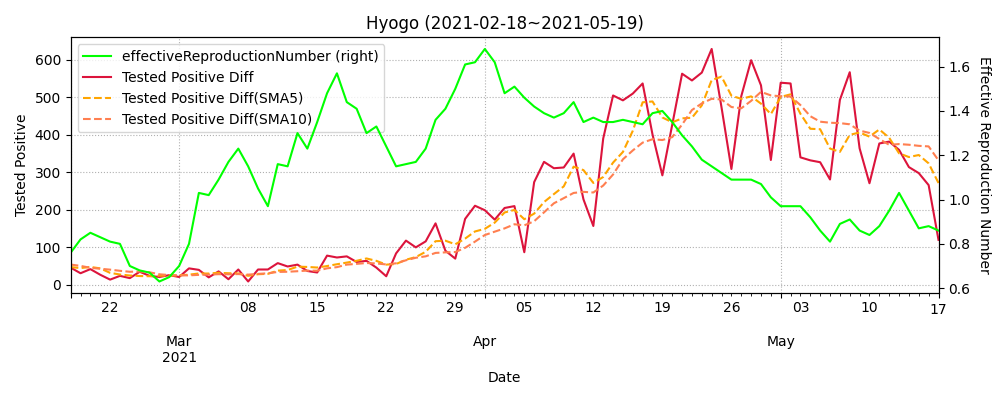 Hyogo (2021-02-18~2021-05-19)
effectiveReproductionNumber (right)
Tested Positive Diff
Tested Positive Diff(SMA5)
Tested Positive Diff(SMA10)
Tested Positive
600
500
400
300
200
100
0
Effective Reproduction Number
1.6
1.4
1.2
1.0
0.8
0.6
22 08 15 22 29 05 12 19 26 03 10 17
Mar Apr May
2021
Date